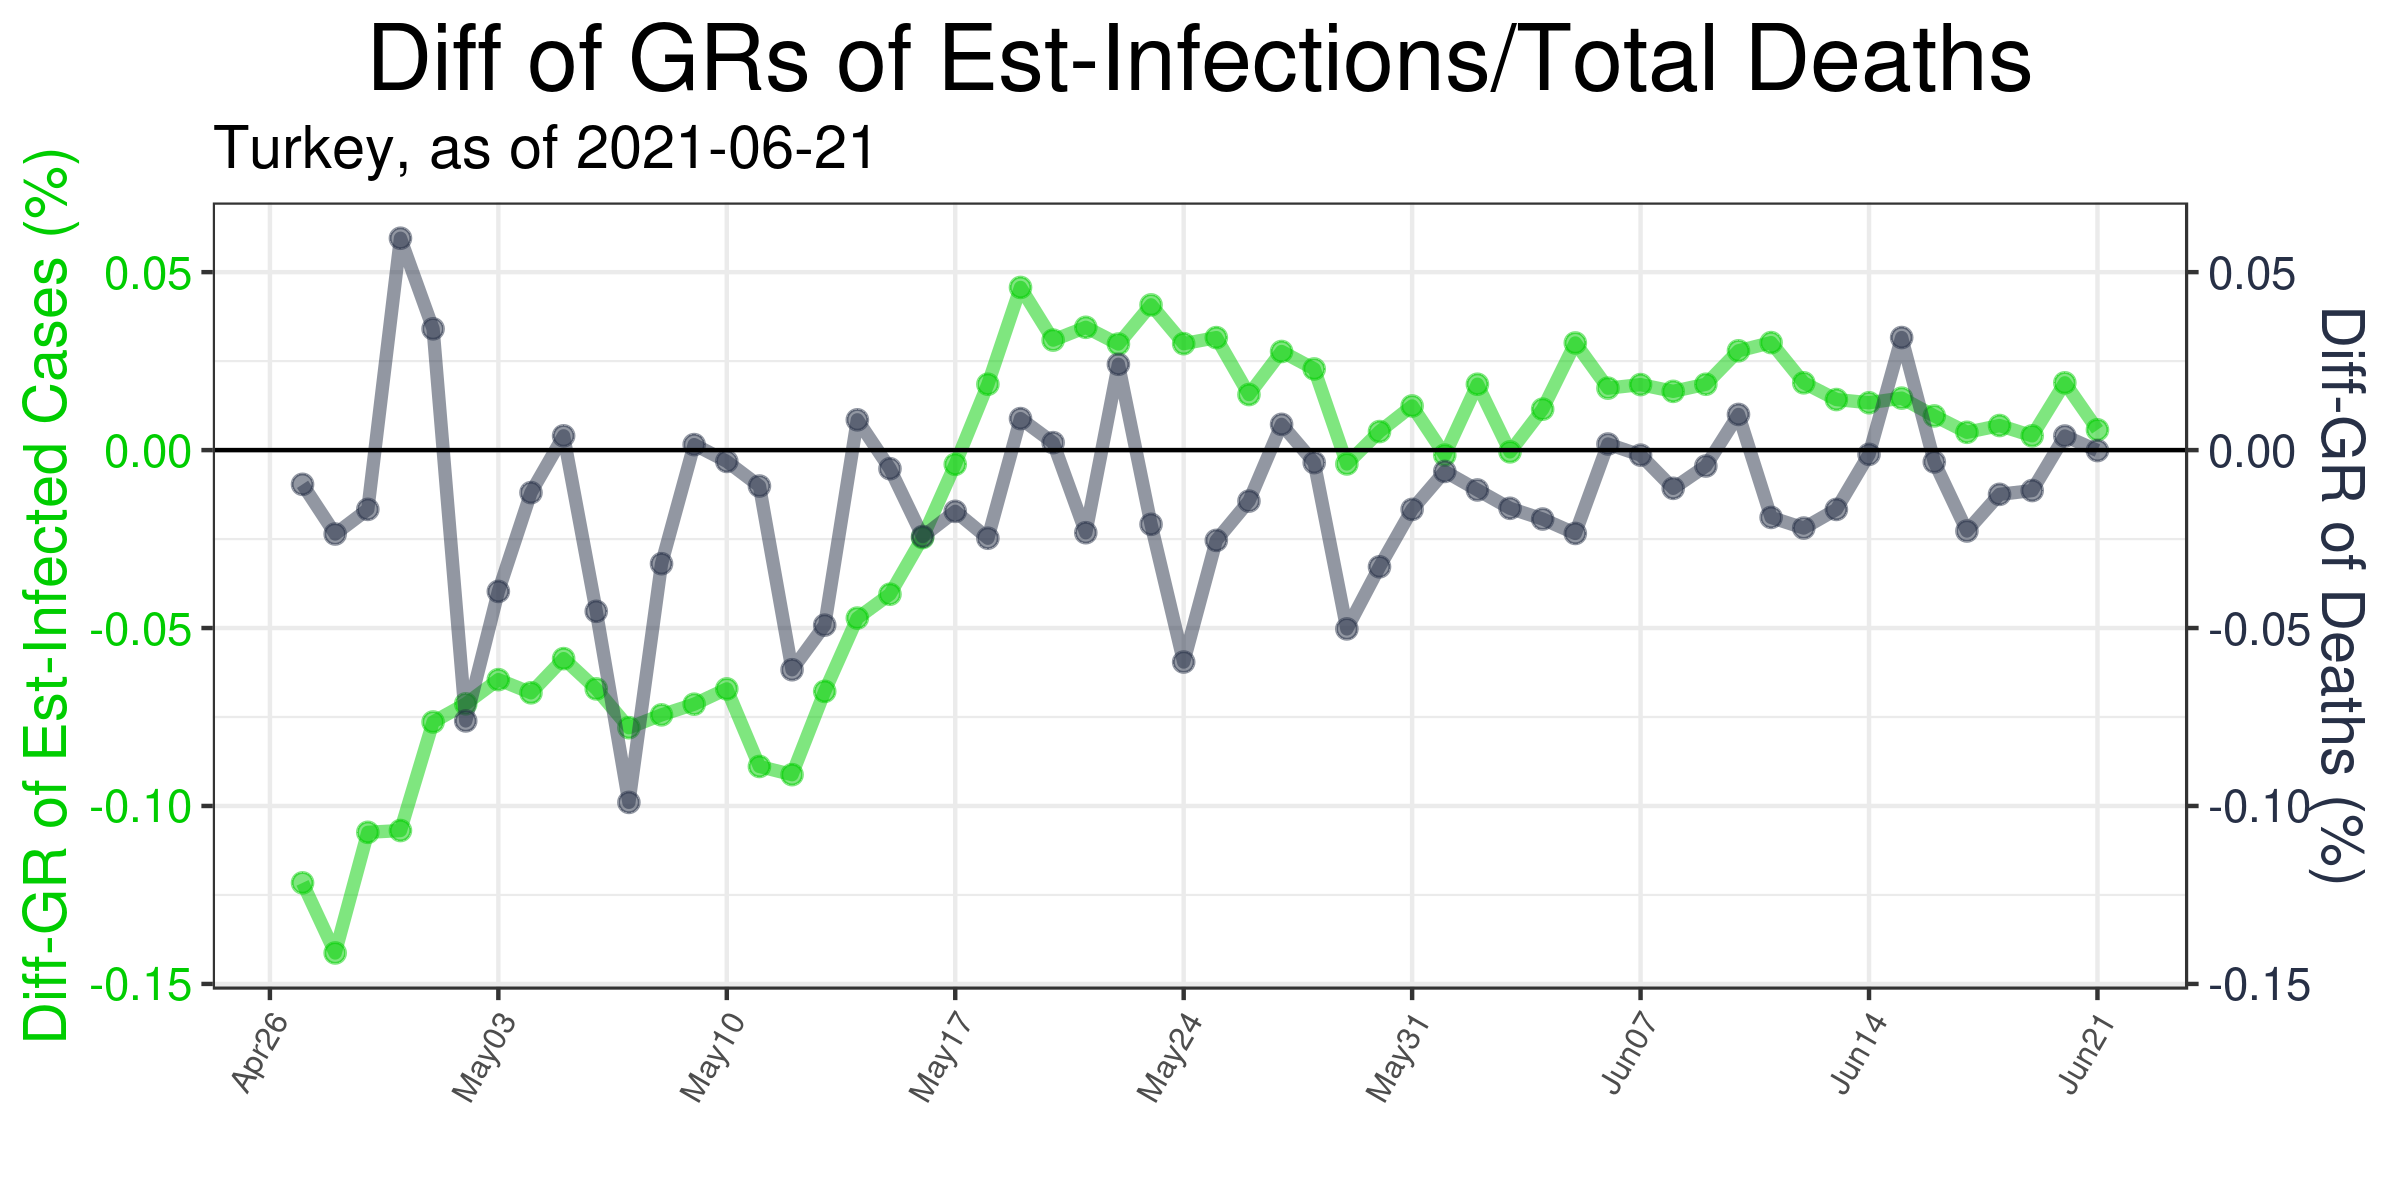 Diff of GRs of Est-Infections/Total Deaths
Turkey, as of 2021-06-21
Diff-GR of Est-Infected Cases (%)
0.05
0.00
-0.05
-0.10
-0.15
0.05
0.00
-0.05
-0.10
-0.15
Diff-GR of Deaths (%)
Apr26
May03
May10
May17
May24
May31
Jun07
Jun14
Jun21